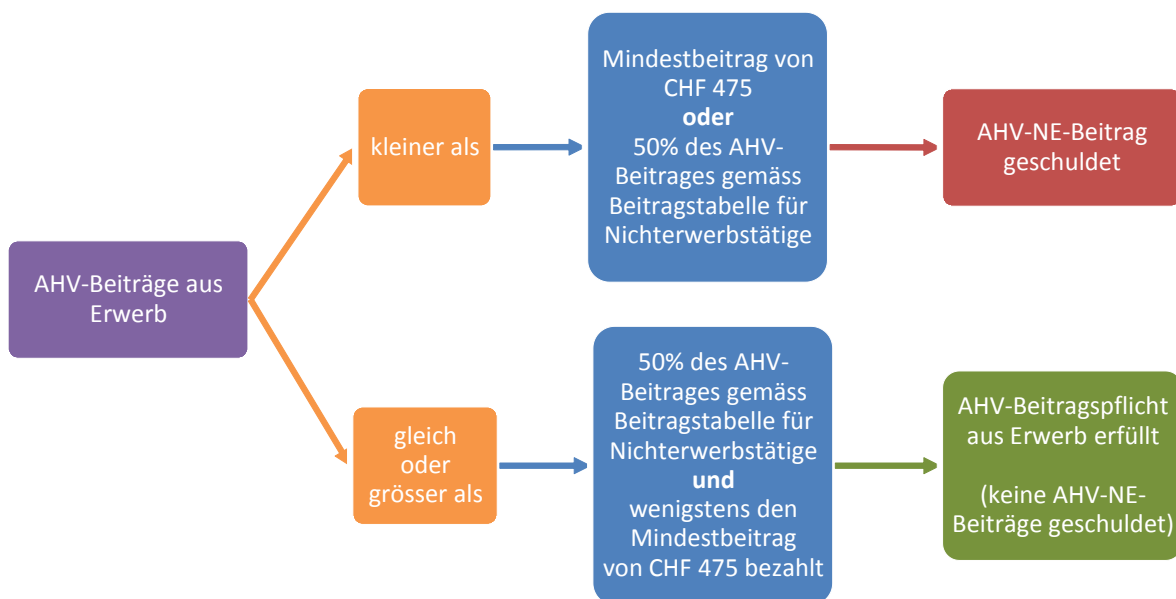 AHV-Beiträge aus
Erwerb
kleiner als
Mindestbeitrag von
CHF 475
oder
50% des AHV-
Beitrages gemäss
Beitragstabelle für
Nichterwerbstätige
AHV-NE-Beitrag
geschuldet
gleich
oder
grösser als
50% des AHV-
Beitrages gemäss
Beitragstabelle für
Nichterwerbstätige
und
wenigstens den
Mindestbeitrag
von CHF 475 bezahlt
AHV-Beitragspflicht
aus Erwerb erfüllt
(keine AHV-NE-
Beiträge geschuldet)